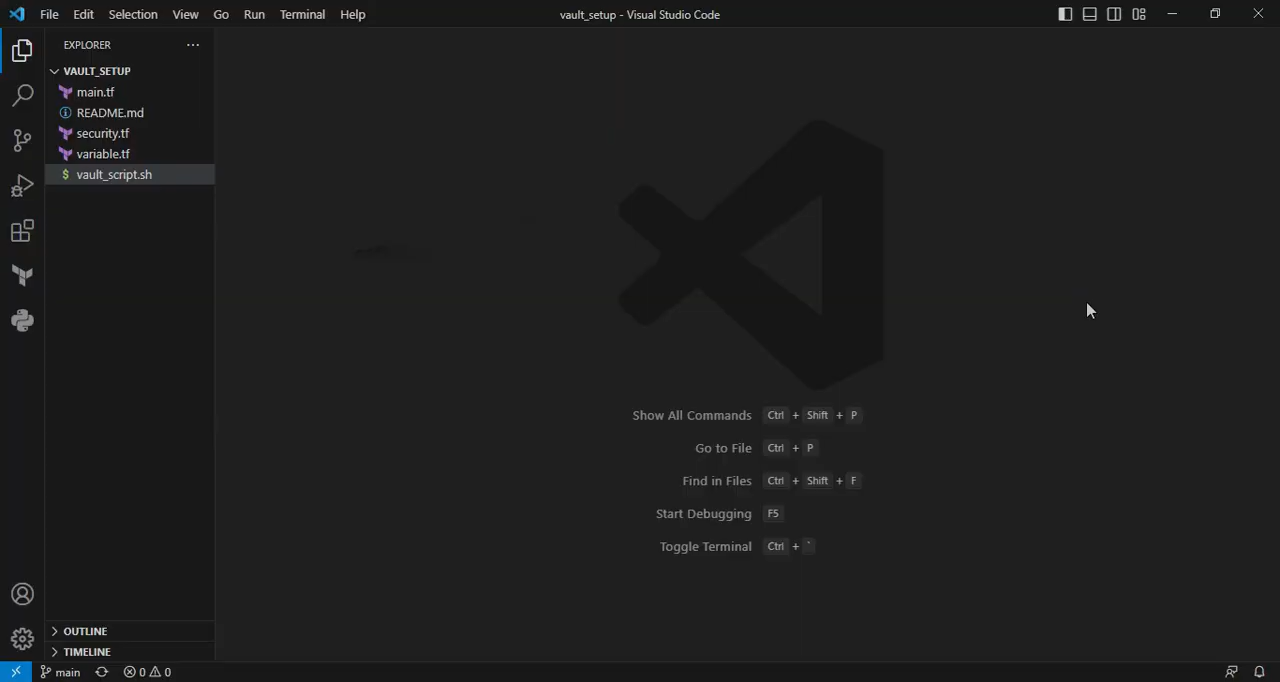 File Edit Selection View Go Run Terminal Help
vault_setup - Visual Studio Code
EXPLORER
VAULT_SETUP
main.tf
README.md
security.tf
variable.tf
$ vault_script.sh
Show All Commands Ctrl + Shift + P
Go to File Ctrl + P
Find in Files Ctrl + Shift + F
Start Debugging F5
Toggle Terminal Ctrl + `
OUTLINE
TIMELINE
main 0 0